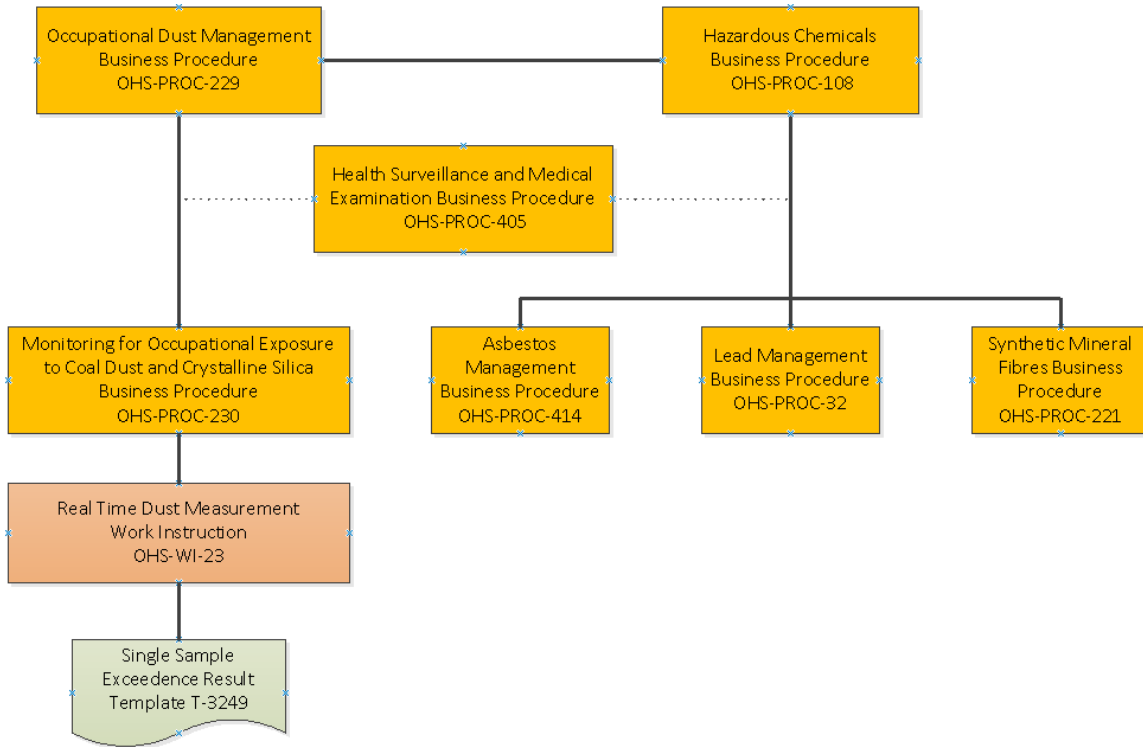 Occupational Dust Management
Business Procedure
OHS-PROC-229
Hazardous Chemicals
Business Procedure
OHS-PROC-108
Health Surveillance and Medical
Examination Business Procedure
OHS-PROC-405
Monitoring for Occupational Exposure
to Coal Dust and Crystalline Silica
Business Procedure
OHS-PROC-230
Asbestos
Management
Business Procedure
OHS-PROC-414
Lead Management
Business Procedure
OHS-PROC-32
Synthetic Mineral
Fibres Business
Procedure
OHS-PROC-221
Real Time Dust Measurement
Work Instruction
OHS-WI-23
Single Sample
Exceedence Result
Template T-3249